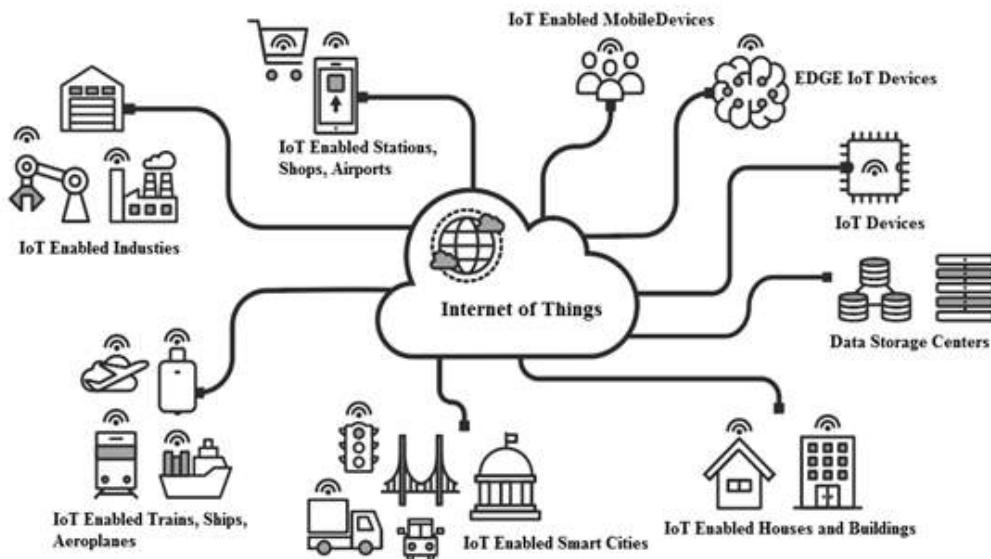 IoT Enabled MobileDevices
EDGE IoT Devices
IoT Enabled Stations,
Shops, Airports
IoT Devices
IoT Enabled Industies
Internet of Things
Data Storage Centers
IoT Enabled Trains, Ships,
Aeroplanes
IoT Enabled Smart Cities
IoT Enabled Houses and Buildings